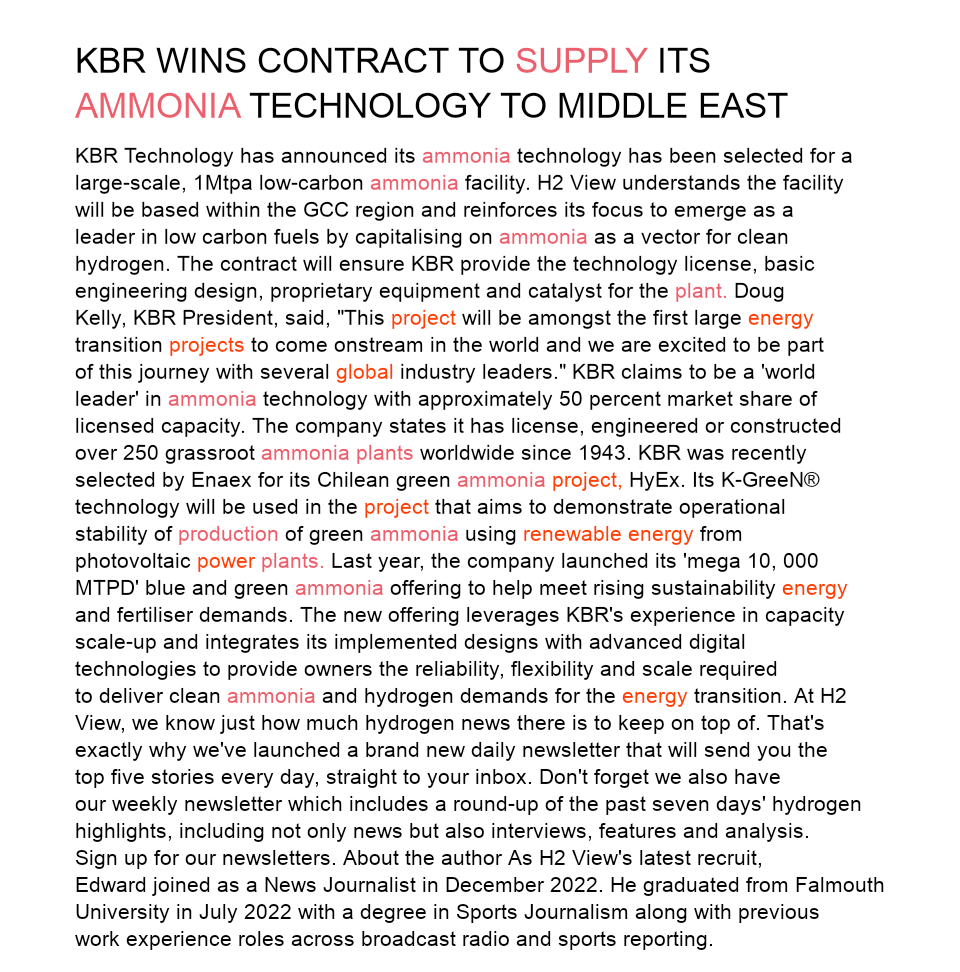 KBR WINS CONTRACT TO SUPPLY ITS
AMMONIA TECHNOLOGY TO MIDDLE EAST
KBR Technology has announced its ammonia technology has been selected for a
large-scale, 1Mtpa low-carbon ammonia facility. H2 View understands the facility
will be based within the GCC region and reinforces its focus to emerge as a
leader in low carbon fuels by capitalising on ammonia as a vector for clean
hydrogen. The contract will ensure KBR provide the technology license, basic
engineering design, proprietary equipment and catalyst for the plant. Doug
Kelly, KBR President, said, "This project will be amongst the first large energy
transition projects to come onstream in the world and we are excited to be part
of this journey with several global industry leaders." KBR claims to be a 'world
leader' in ammonia technology with approximately 50 percent market share of
licensed capacity. The company states it has license, engineered or constructed
over 250 grassroot ammonia plants worldwide since 1943. KBR was recently
selected by Enaex for its Chilean green ammonia project, HyEx. Its K-GreeN®
technology will be used in the project that aims to demonstrate operational
stability of production of green ammonia using renewable energy from
photovoltaic power plants. Last year, the company launched its 'mega 10, 000
MTPD' blue and green ammonia offering to help meet rising sustainability energy
and fertiliser demands. The new offering leverages KBR's experience in capacity
scale-up and integrates its implemented designs with advanced digital
technologies to provide owners the reliability, flexibility and scale required
to deliver clean ammonia and hydrogen demands for the energy transition. At H2
View, we know just how much hydrogen news there is to keep on top of. That's
exactly why we've launched a brand new daily newsletter that will send you the
top five stories every day, straight to your inbox. Don't forget we also have
our weekly newsletter which includes a round-up of the past seven days' hydrogen
highlights, including not only news but also interviews, features and analysis.
Sign up for our newsletters. About the author As H2 View's latest recruit,
Edward joined as a News Journalist in December 2022. He graduated from Falmouth
University in July 2022 with a degree in Sports Journalism along with previous
work experience roles across broadcast radio and sports reporting.